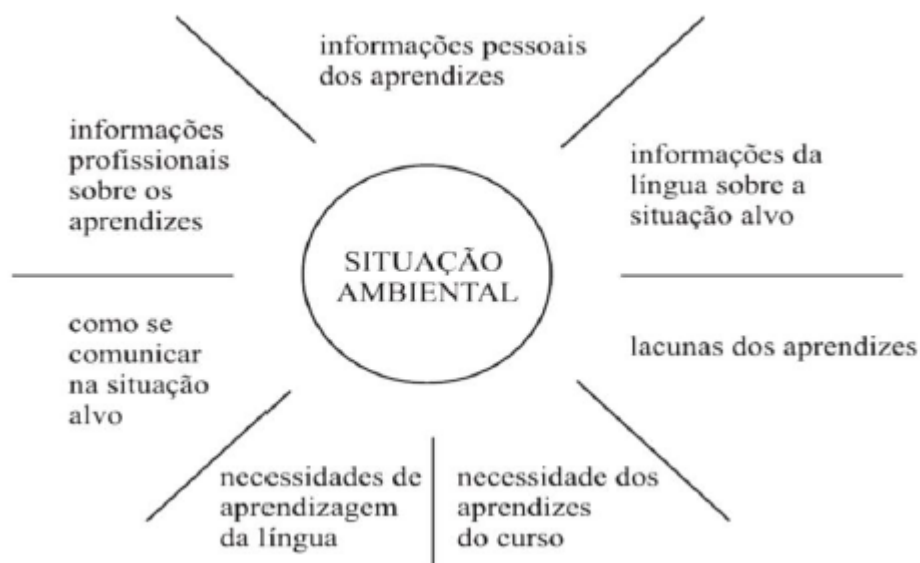 informações pessoais
dos aprendizes
informações
profissionais
sobre os
aprendizes
informações da
língua sobre a
situação alvo
SITUAÇÃO
AMBIENTAL
como se
comunicar
na situação
alvo
lacunas dos aprendizes
necessidades de
aprendizagem
da língua
necessidade dos
aprendizes
do curso